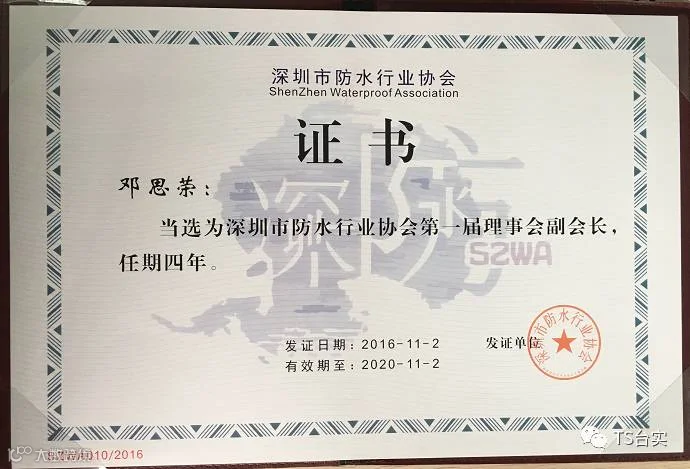 深圳市防水行业协会
ShenZhen Waterproof Association
证书
邓思荣：
当选为深圳市防水行业协会第一届理事会副会长，
任期四年。
SZWA
发证日期：2016-11-2
有效期至：2020-11-2
发证单位
深圳市防水行业协会
TS台实